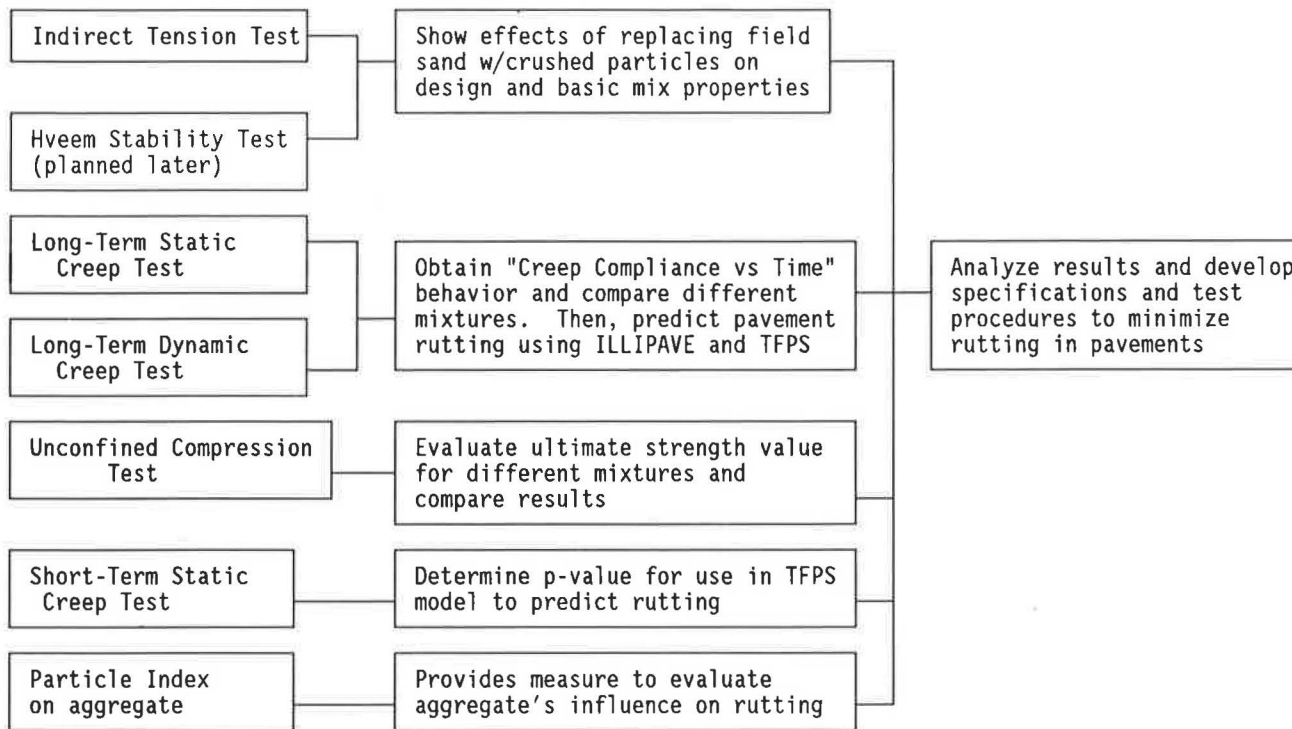 Indirect Tension Test
Hveem Stability Test
(planned later)
Long-Term Static
Creep Test
Long-Term Dynamic
Creep Test
Unconfined Compression
Test
Short-Term Static
Creep Test
Particle Index
on aggregate
Show effects of replacing field
sand w/crushed particles on
design and basic mix properties
Obtain "Creep Compliance vs Time"
behavior and compare different
mixtures. Then, predict pavement
rutting using ILLIPAVE and TFPS
Evaluate ultimate strength value
for different mixtures and
compare results
Determine p-value for use in TFPS
model to predict rutting
Provides measure to evaluate
aggregate's influence on rutting
Analyze results and develop
specifications and test
procedures to minimize
rutting in pavements